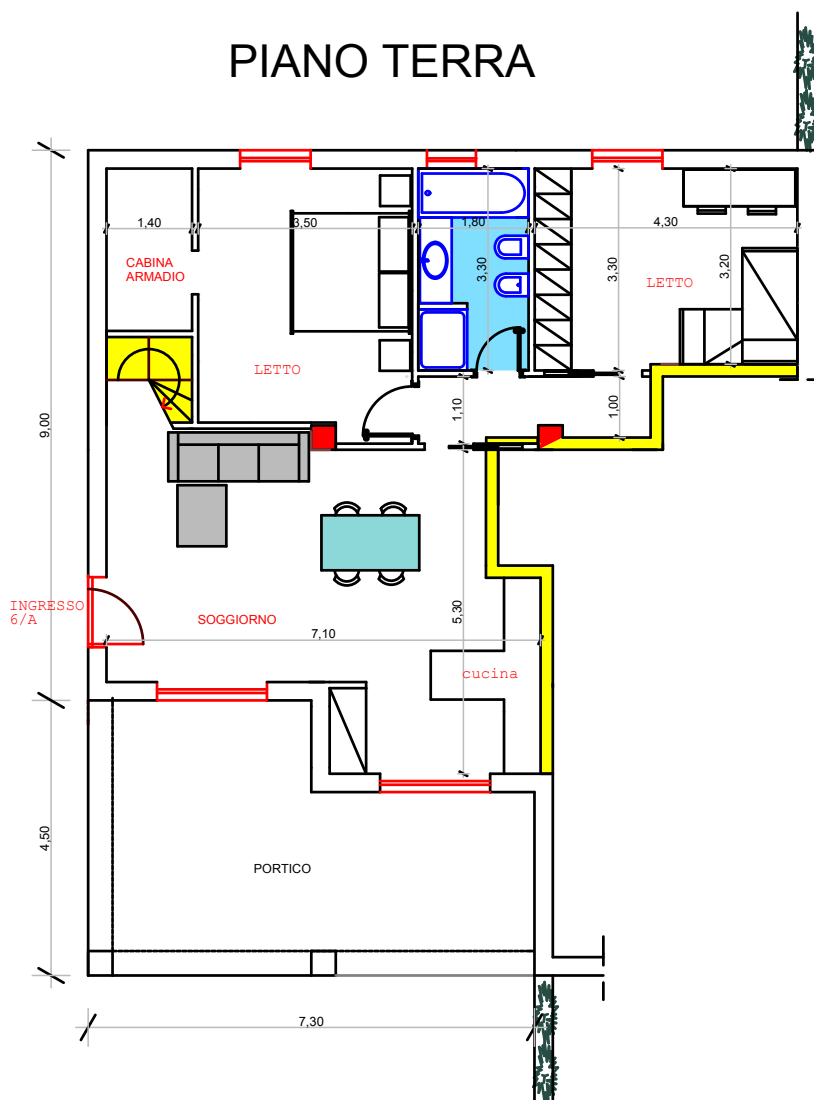 PIANO TERRA
1,40
3,50
1,80
4,30
CABINA
ARMADIO
3,30
3,30
3,20
LETTO
LETTO
1,10
1,00
9,00
INGRESSO
6/A
SOGGIORNO
7,10
5,30
cucina
4,50
PORTICO
7,30